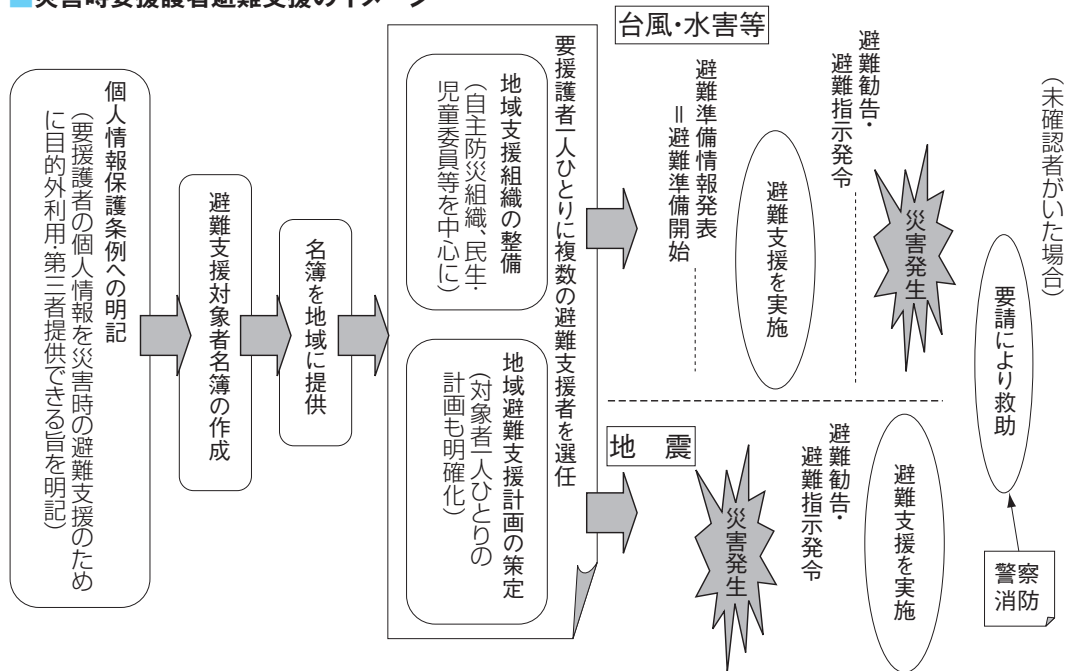 ■災害時要援護者避難支援のイメージ
個人情報保護条例への明記
（要援護者の個人情報を災害時の避難支援のため
に目的外利用・第三者提供できる旨を明記）
避難支援対象者名簿の作成
名簿を地域に提供
要援護者一人ひとりに複数の避難支援者を選任
地域支援組織の整備
（自主防災組織、民生・
児童委員等を中心に）
地域避難支援計画の策定
（対象者一人ひとりの
計画も明確化）
台風・水害等
避難準備情報発表
＝避難準備開始
避難支援を実施
避難勧告・
避難指示発令
災害発生
地　震
災害発生
避難勧告・
避難指示発令
避難支援を実施
（未確認者がいた場合）
要請により救助
警察
消防